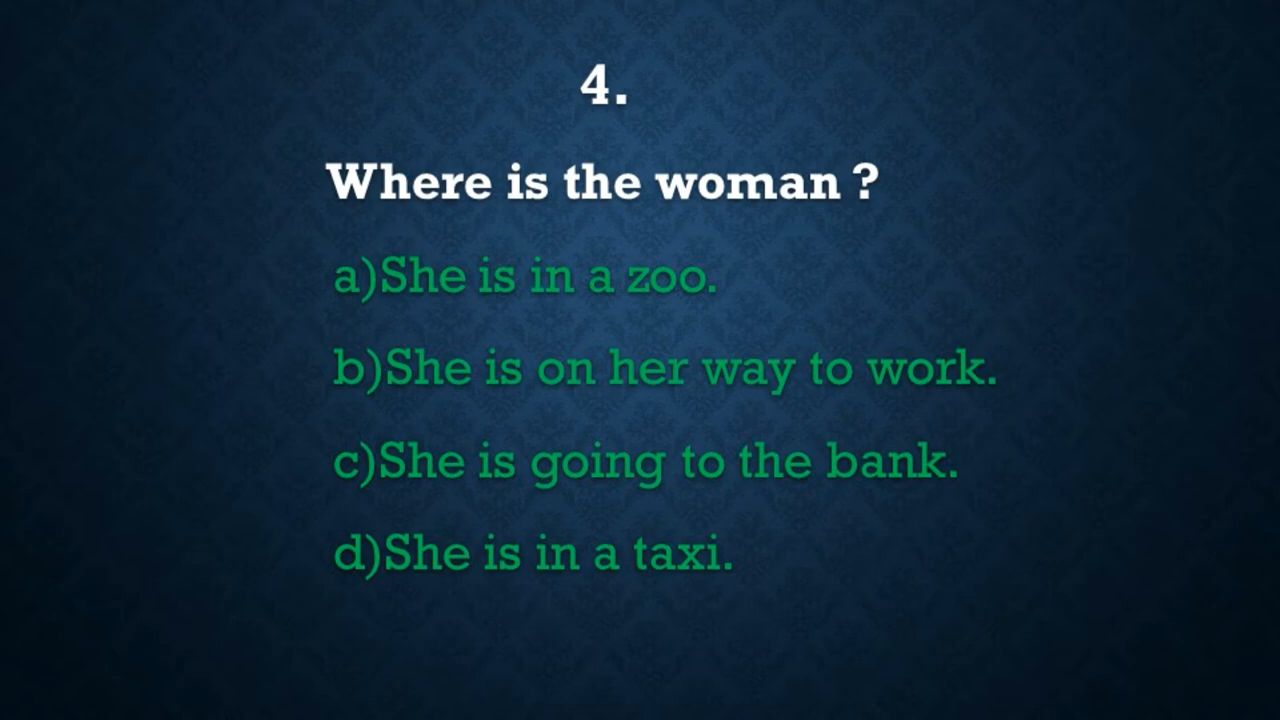 4.
Where is the woman ?
a)She is in a zoo.
b)She is on her way to work.
c)She is going to the bank.
d)She is in a taxi.